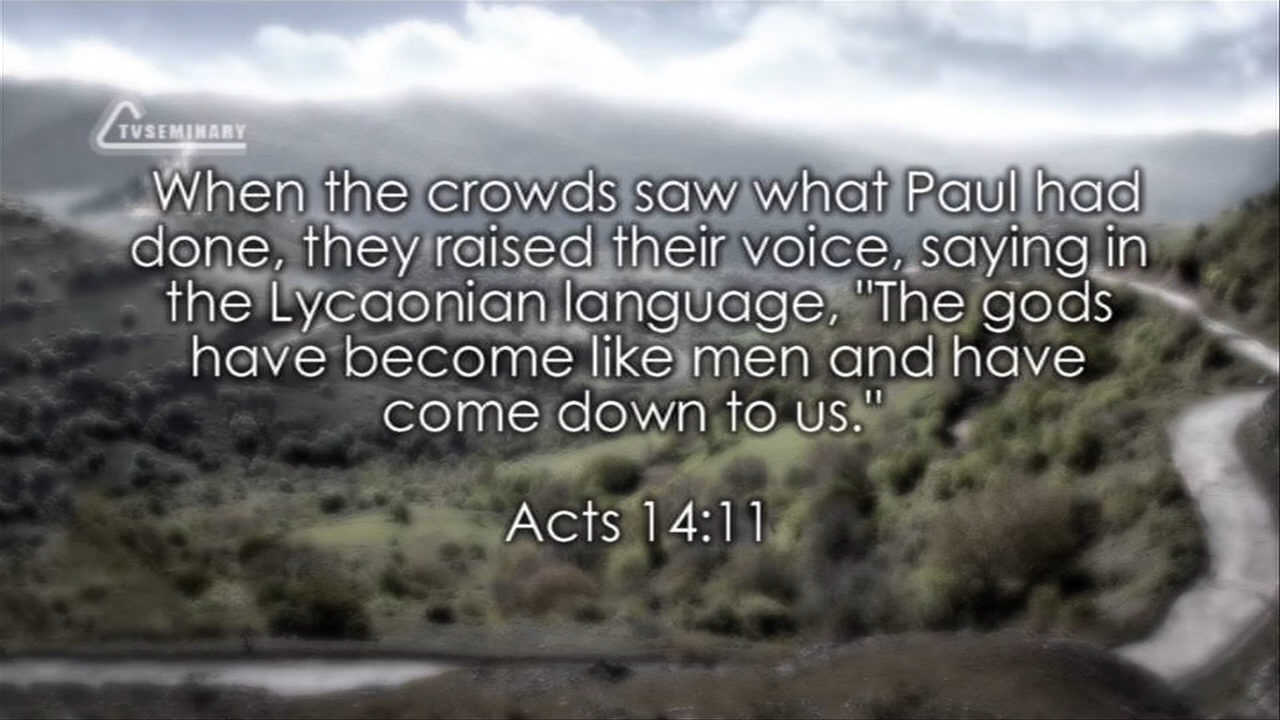 TVSEMINARY
When the crowds saw what Paul had
done, they raised their voice, saying in
the Lycaonian language, "The gods
have become like men and have
come down to us."
Acts 14:11